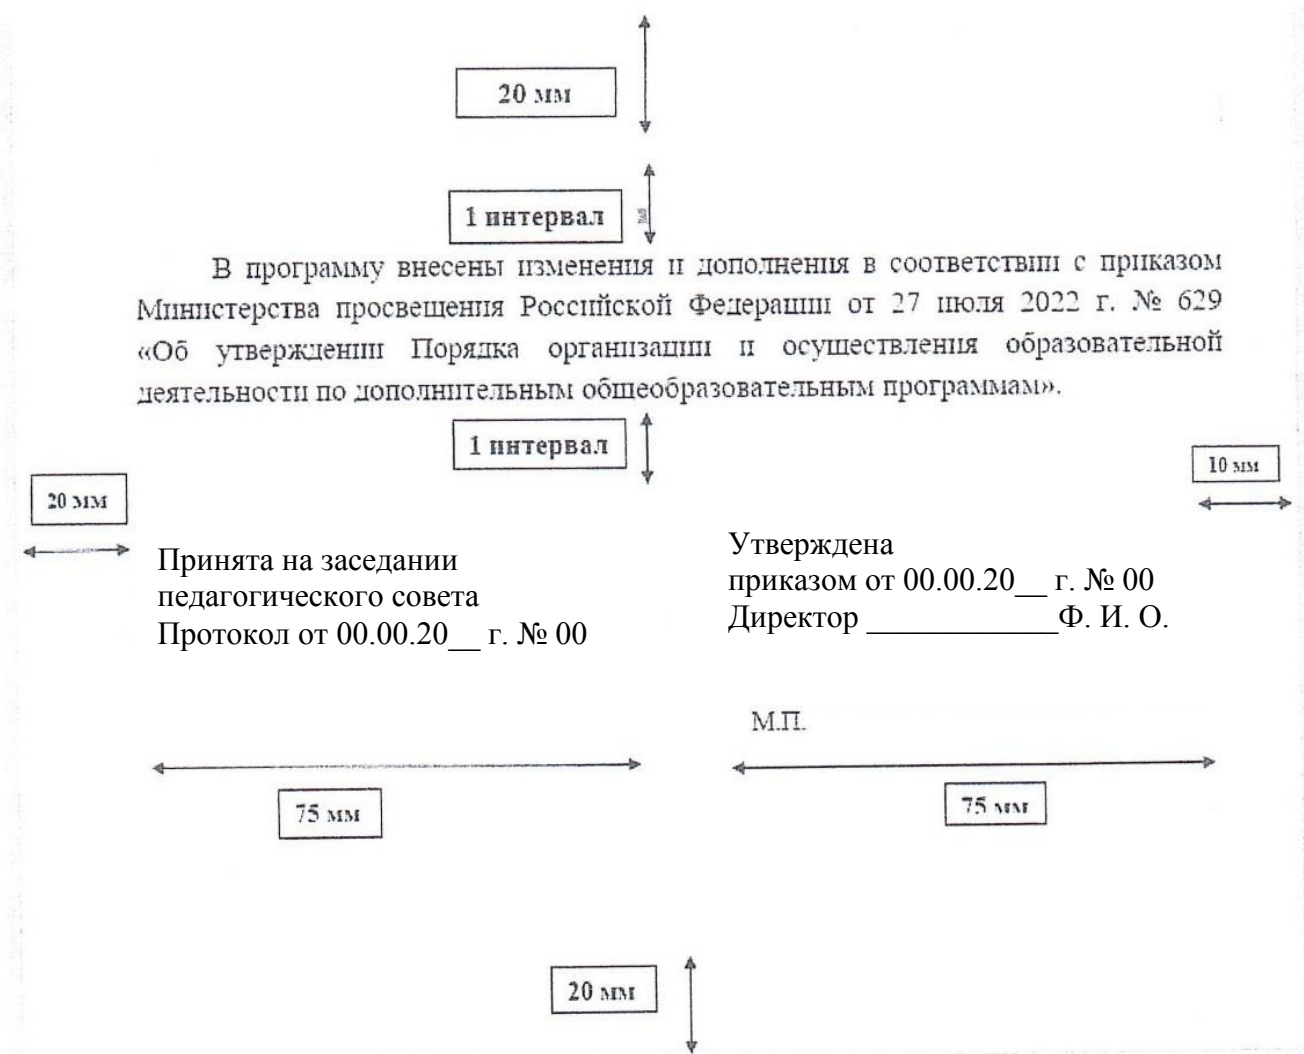 20 мм
1 интервал
В программу внесены изменения и дополнения в соответствии с приказом
Министерства просвещения Российской Федерации от 27 июля 2022 г. № 629
«Об утверждении Порядка организации и осуществления образовательной
деятельности по дополнительным общеобразовательным программам».
1 интервал
10 мм
20 мм
Принята на заседании
педагогического совета
Протокол от 00.00.20__ г. № 00
Утверждена
приказом от 00.00.20__ г. № 00
Директор ____________Ф. И. О.
М.П.
75 мм
75 мм
20 мм